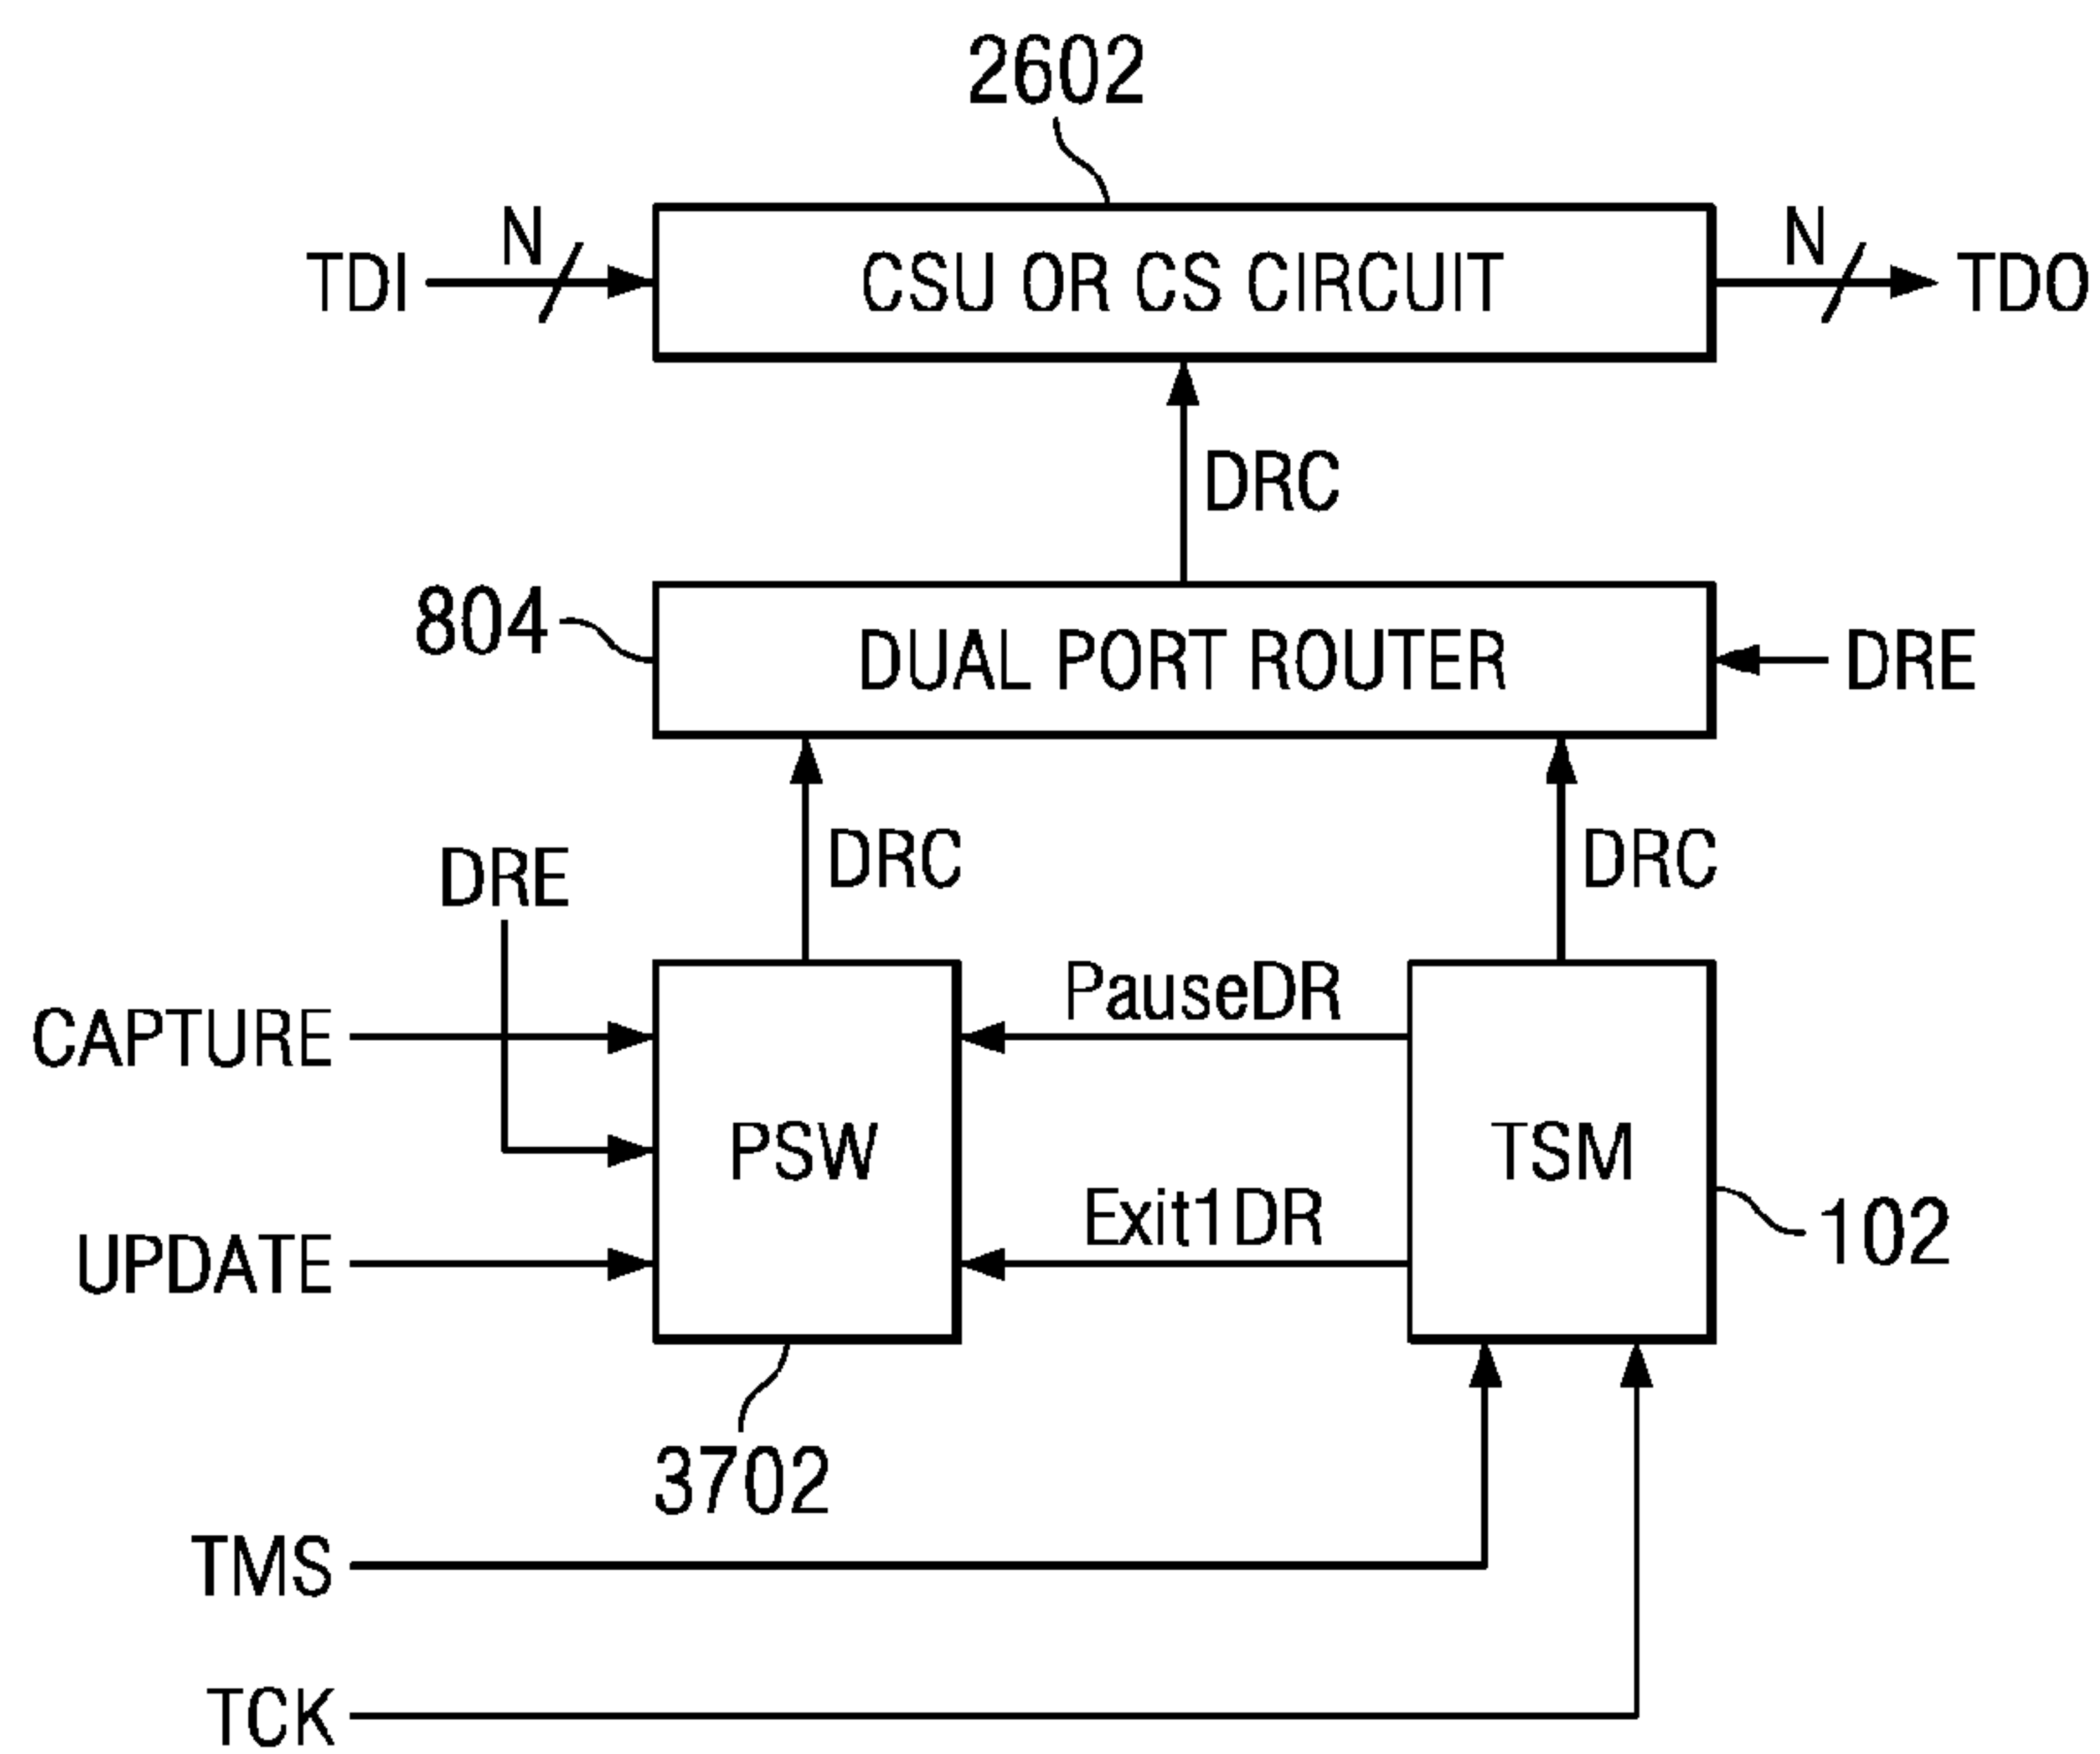 2602
N
N
TDI
CSU OR CS CIRCUIT
TDO
DRC
804
DUAL PORT ROUTER
DRE
DRC
DRC
DRE
PauseDR
CAPTURE
PSW
TSM
Exit1DR
102
UPDATE
3702
TMS
TCK